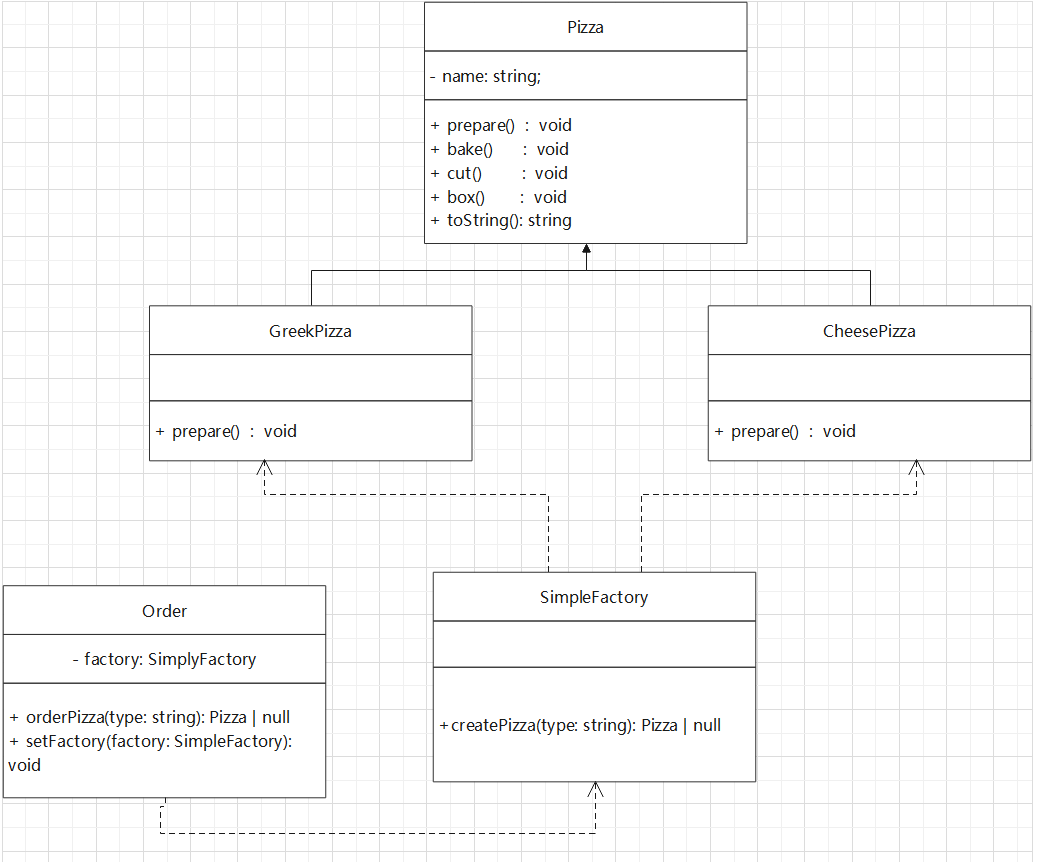 Pizza
- name: string;
+ prepare() : void
+ bake() : void
+ cut() : void
+ box() : void
+ toString(): string
GreekPizza
+ prepare() : void
CheesePizza
+ prepare() : void
Order
- factory: SimplyFactory
+ orderPizza(type: string): Pizza | null
+ setFactory(factory: SimpleFactory):
void
SimpleFactory
+createPizza(type: string): Pizza | null